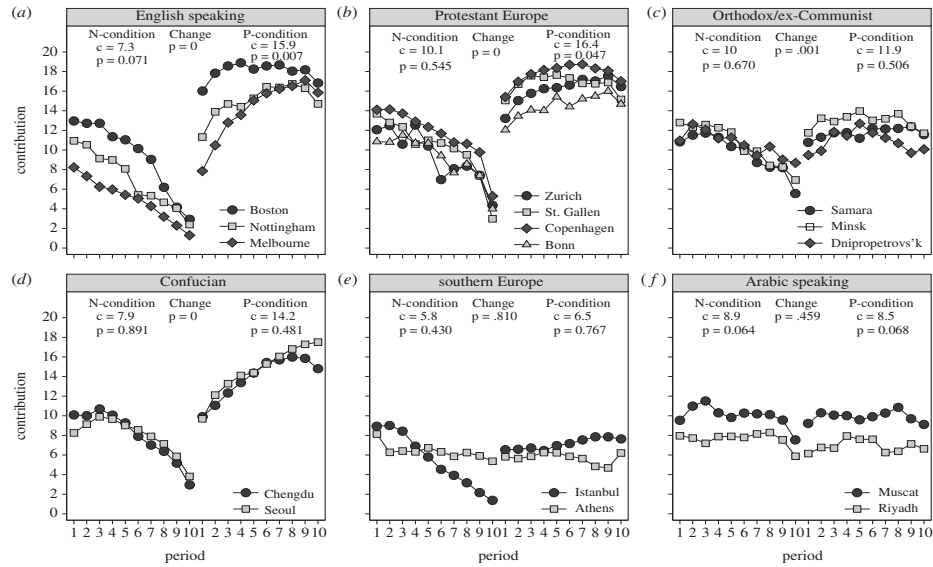 (a) English speaking
N-condition Change P-condition
c = 7.3 p = 0 c = 15.9
p = 0.071 p = 0.007
Boston
Nottingham
Melbourne
(b) Protestant Europe
N-condition Change P-condition
c = 10.1 p = 0 c = 16.4
p = 0.545 p = 0.047
Zurich
St. Gallen
Copenhagen
Bonn
(c) Orthodox/ex-Communist
N-condition Change P-condition
c = 10 p = .001 c = 11.9
p = 0.670 p = 0.506
Samara
Minsk
Dnipropetrovs'k
contribution
20
18
16
14
12
10
8
6
4
2
0
(d) Confucian
N-condition Change P-condition
c = 7.9 p = 0 c = 14.2
p = 0.891 p = 0.481
Chengdu
Seoul
(e) southern Europe
N-condition Change P-condition
c = 5.8 p = .810 c = 6.5
p = 0.430 p = 0.767
Istanbul
Athens
(f) Arabic speaking
N-condition Change P-condition
c = 8.9 p = .459 c = 8.5
p = 0.064 p = 0.068
Muscat
Riyadh
contribution
20
18
16
14
12
10
8
6
4
2
0
1 2 3 4 5 6 7 8 9 101 2 3 4 5 6 7 8 9 10
period
1 2 3 4 5 6 7 8 9 101 2 3 4 5 6 7 8 9 10
period
1 2 3 4 5 6 7 8 9 101 2 3 4 5 6 7 8 9 10
period